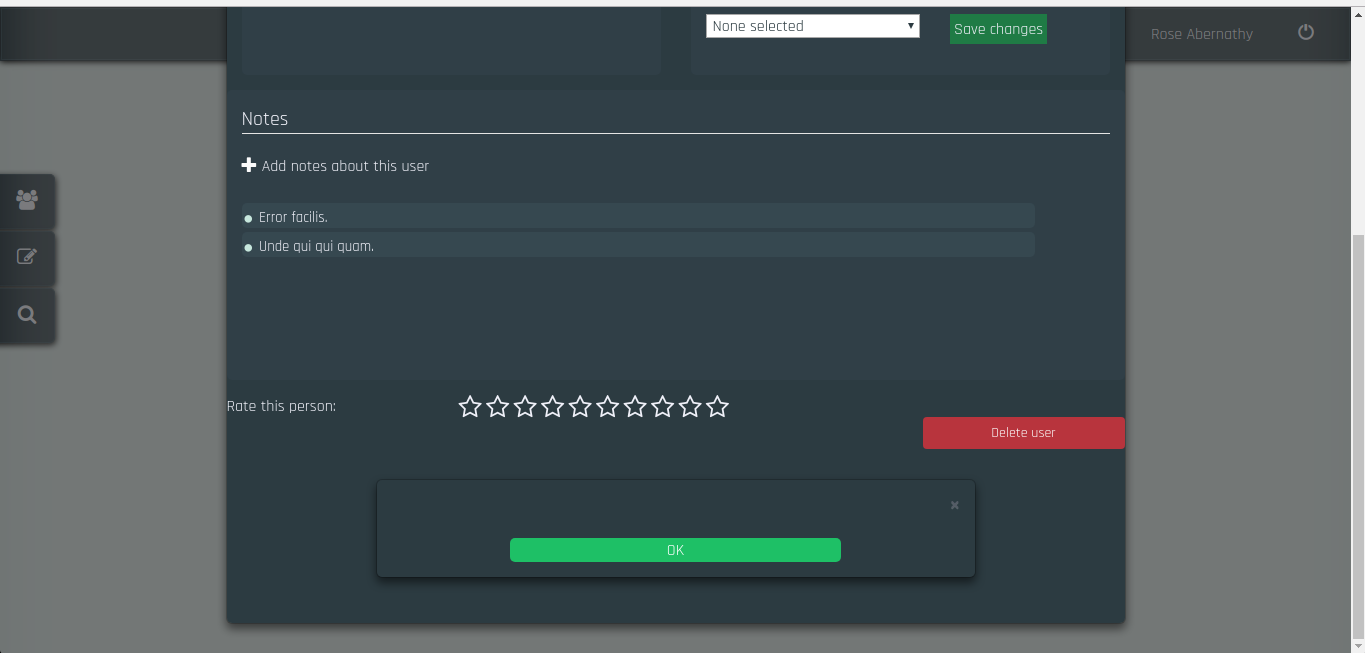 None selected
Save changes
Rose Abernathy
Notes
Add notes about this user
Error facilis.
Unde qui qui quam.
Rate this person:
Delete user
×
OK